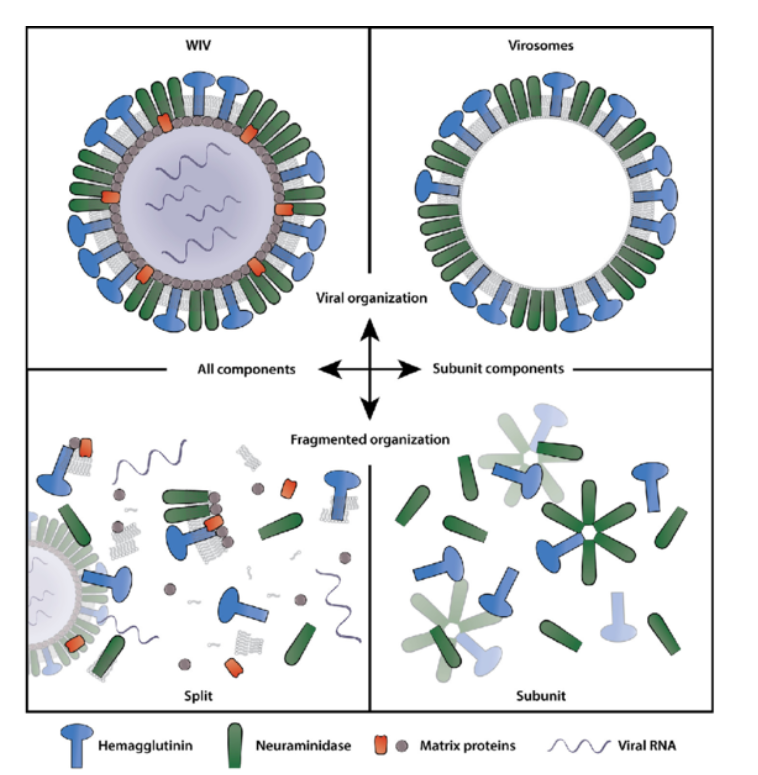 WIV
Virosomes
Viral organization
All components
Subunit components
Fragmented organization
Split
Subunit
Hemagglutinin
Neuraminidase
Matrix proteins
Viral RNA